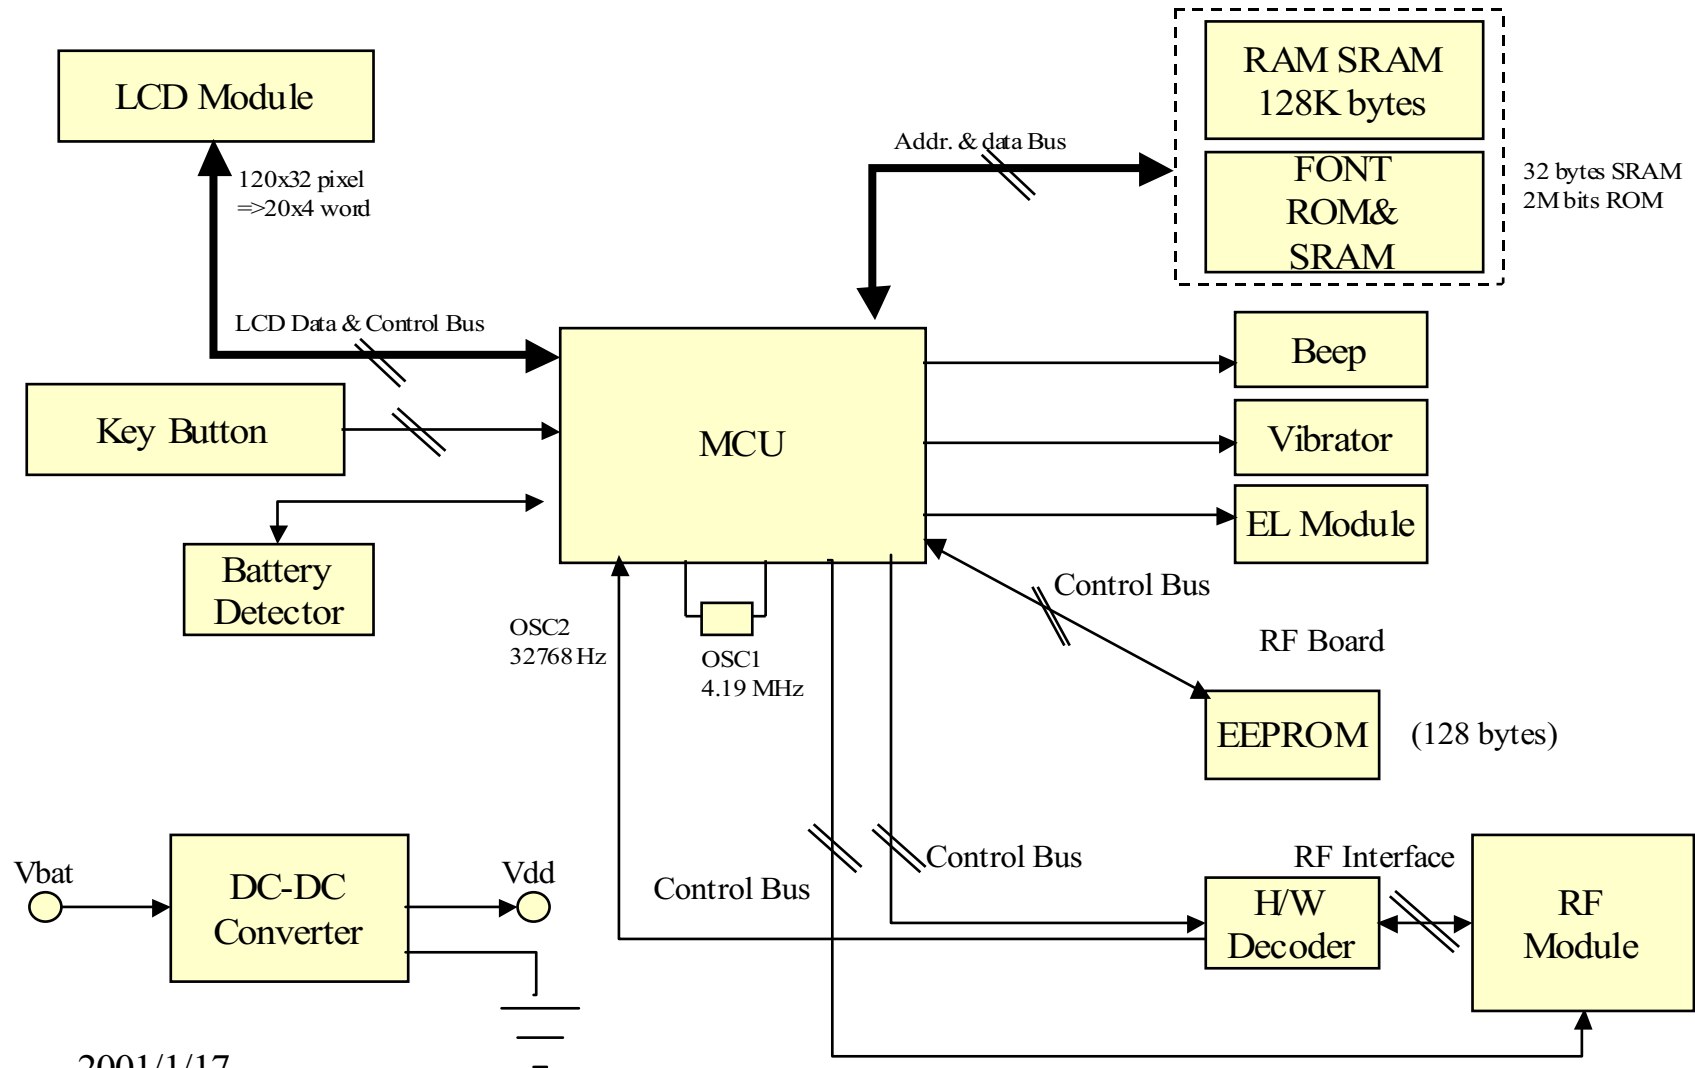 RAM SRAM
128K bytes
LCD Module
Addr. & data Bus
FONT
ROM&
SRAM
32 bytes SRAM
2M bits ROM
120x32 pixel
=>20x4 word
LCD Data & Control Bus
Beep
Key Button
MCU
Vibrator
EL Module
Battery
Detector
Control Bus
OSC2
32768 Hz
OSC1
4.19 MHz
RF Board
EEPROM
(128 bytes)
Vbat
DC-DC
Converter
Vdd
Control Bus
Control Bus
RF Interface
H/W
Decoder
RF
Module
2001/1/17